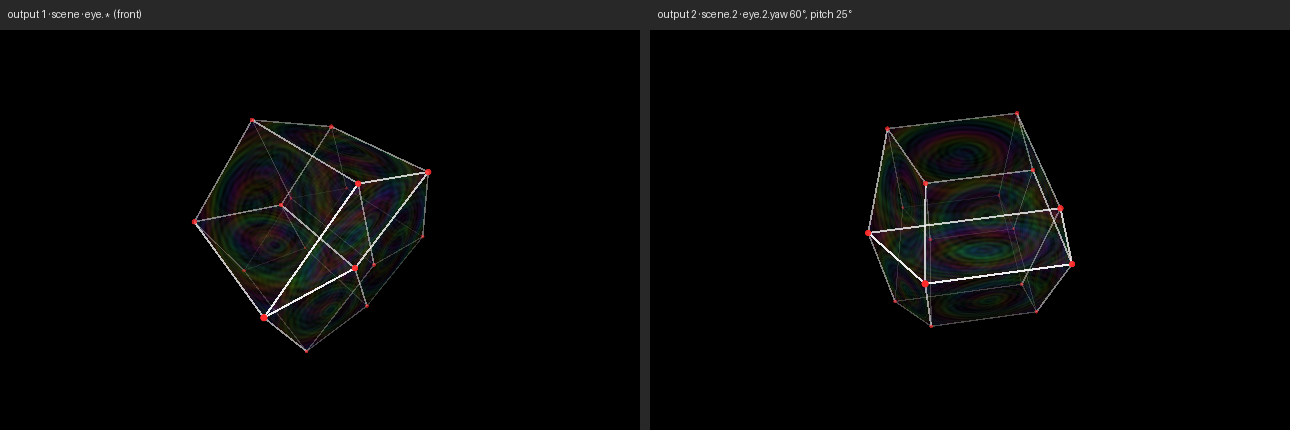 output 1 · scene · eye.* (front)
output 2 · scene.2 · eye.2.yaw 60°, pitch 25°